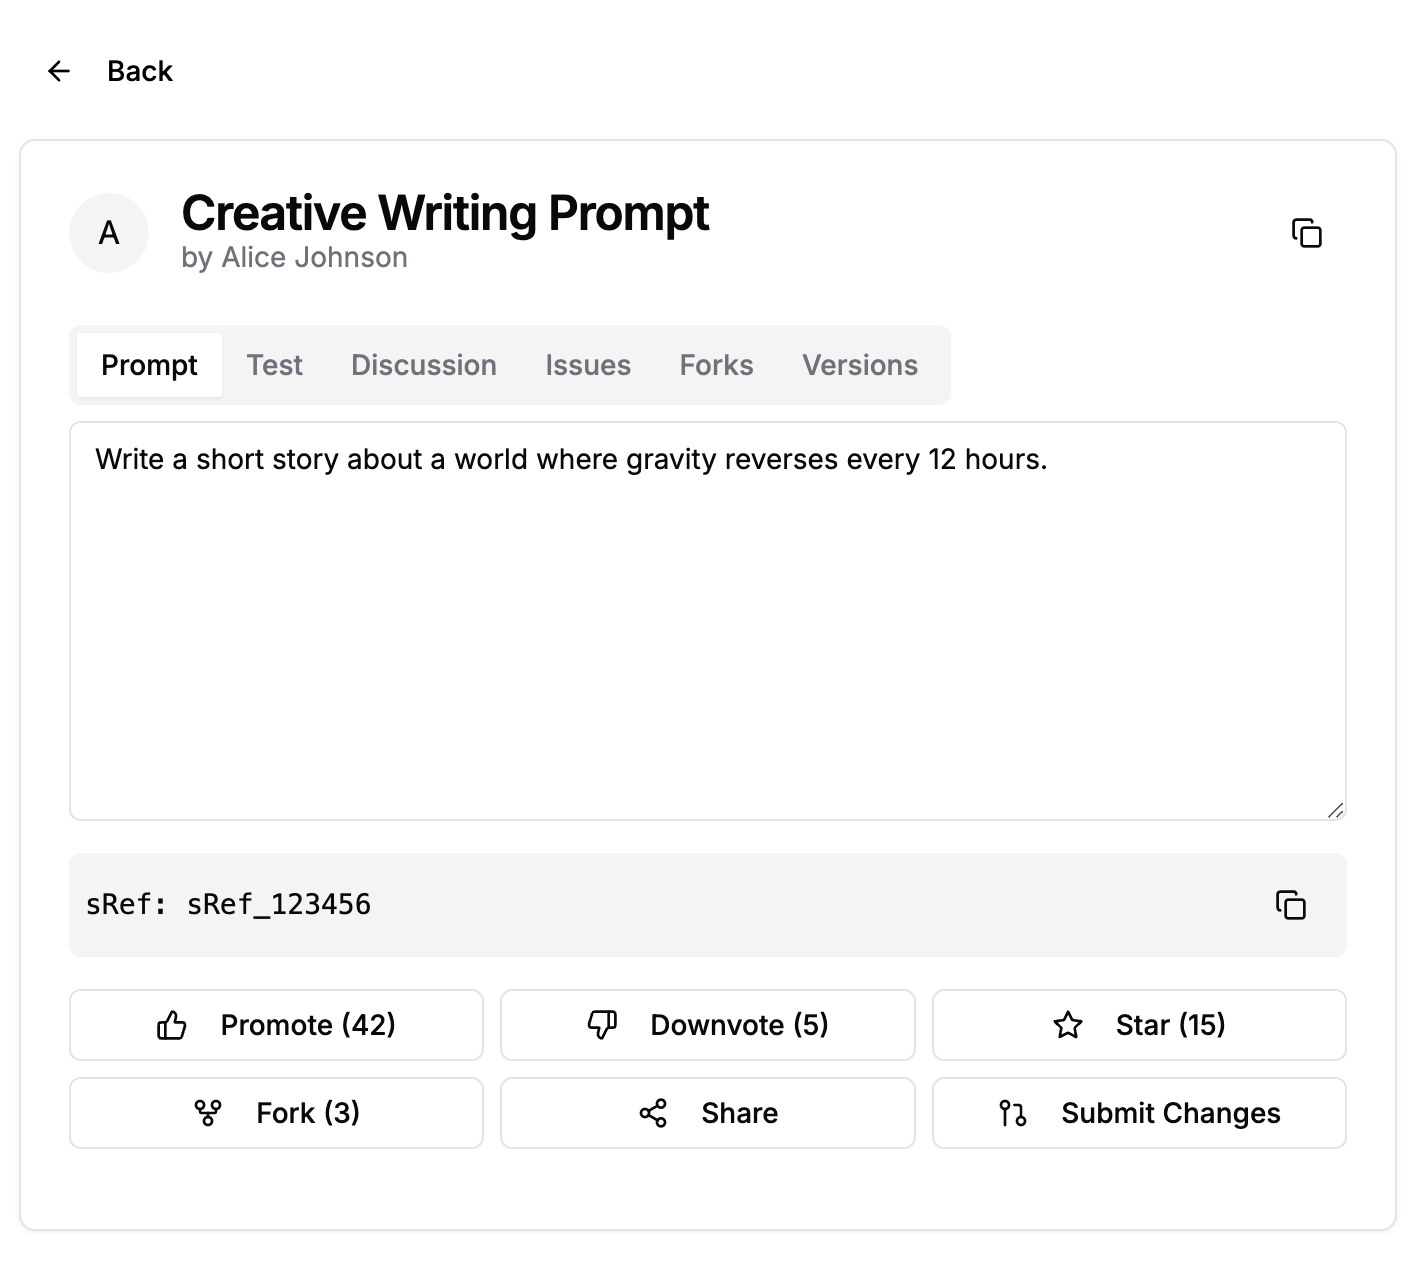 Back
A
Creative Writing Prompt
by Alice Johnson
Prompt Test Discussion Issues Forks Versions
Write a short story about a world where gravity reverses every 12 hours.
sRef: sRef_123456
Promote (42) Downvote (5) Star (15)
Fork (3) Share Submit Changes